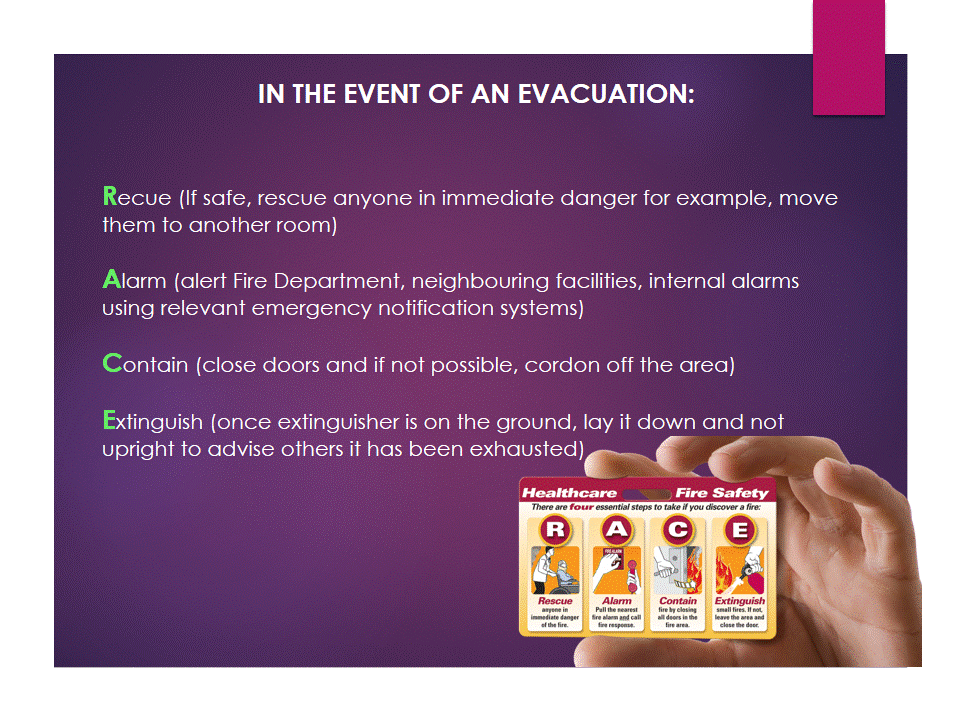 IN THE EVENT OF AN EVACUATION:
Recue (If safe, rescue anyone in immediate danger for example, move
them to another room)
Alarm (alert Fire Department, neighbouring facilities, internal alarms
using relevant emergency notification systems)
Contain (close doors and if not possible, cordon off the area)
Extinguish (once extinguisher is on the ground, lay it down and not
upright to advise others it has been exhausted)
Healthcare Fire Safety
There are four essential steps to take if you discover a fire:
R A C E
FIRE ALARM
Rescue
anyone in
immediate danger
of the fire.
Alarm
Pull the nearest
fire alarm and call
fire response.
Contain
fire by closing
all doors in the
fire area.
Extinguish
small fires. If not,
leave the area and
close the door.